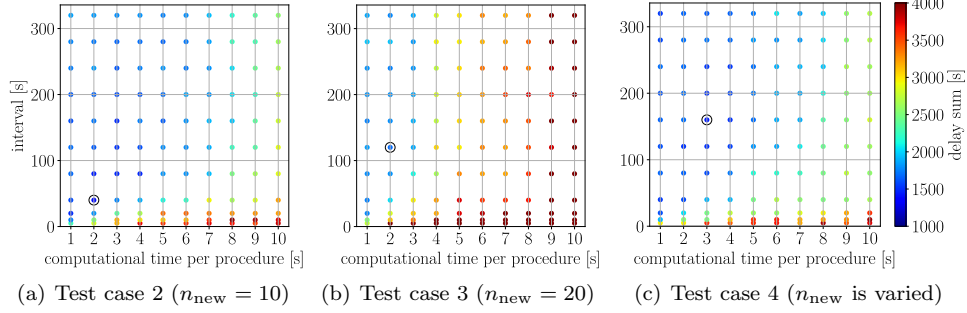 300
200
100
0
interval [s]
1 2 3 4 5 6 7 8 9 10
computational time per procedure [s]
(a) Test case 2 (n_new = 10)
300
200
100
0
1 2 3 4 5 6 7 8 9 10
computational time per procedure [s]
(b) Test case 3 (n_new = 20)
300
200
100
0
1 2 3 4 5 6 7 8 9 10
computational time per procedure [s]
(c) Test case 4 (n_new is varied)
4000
3500
3000
2500
2000
1500
1000
delay sum [s]